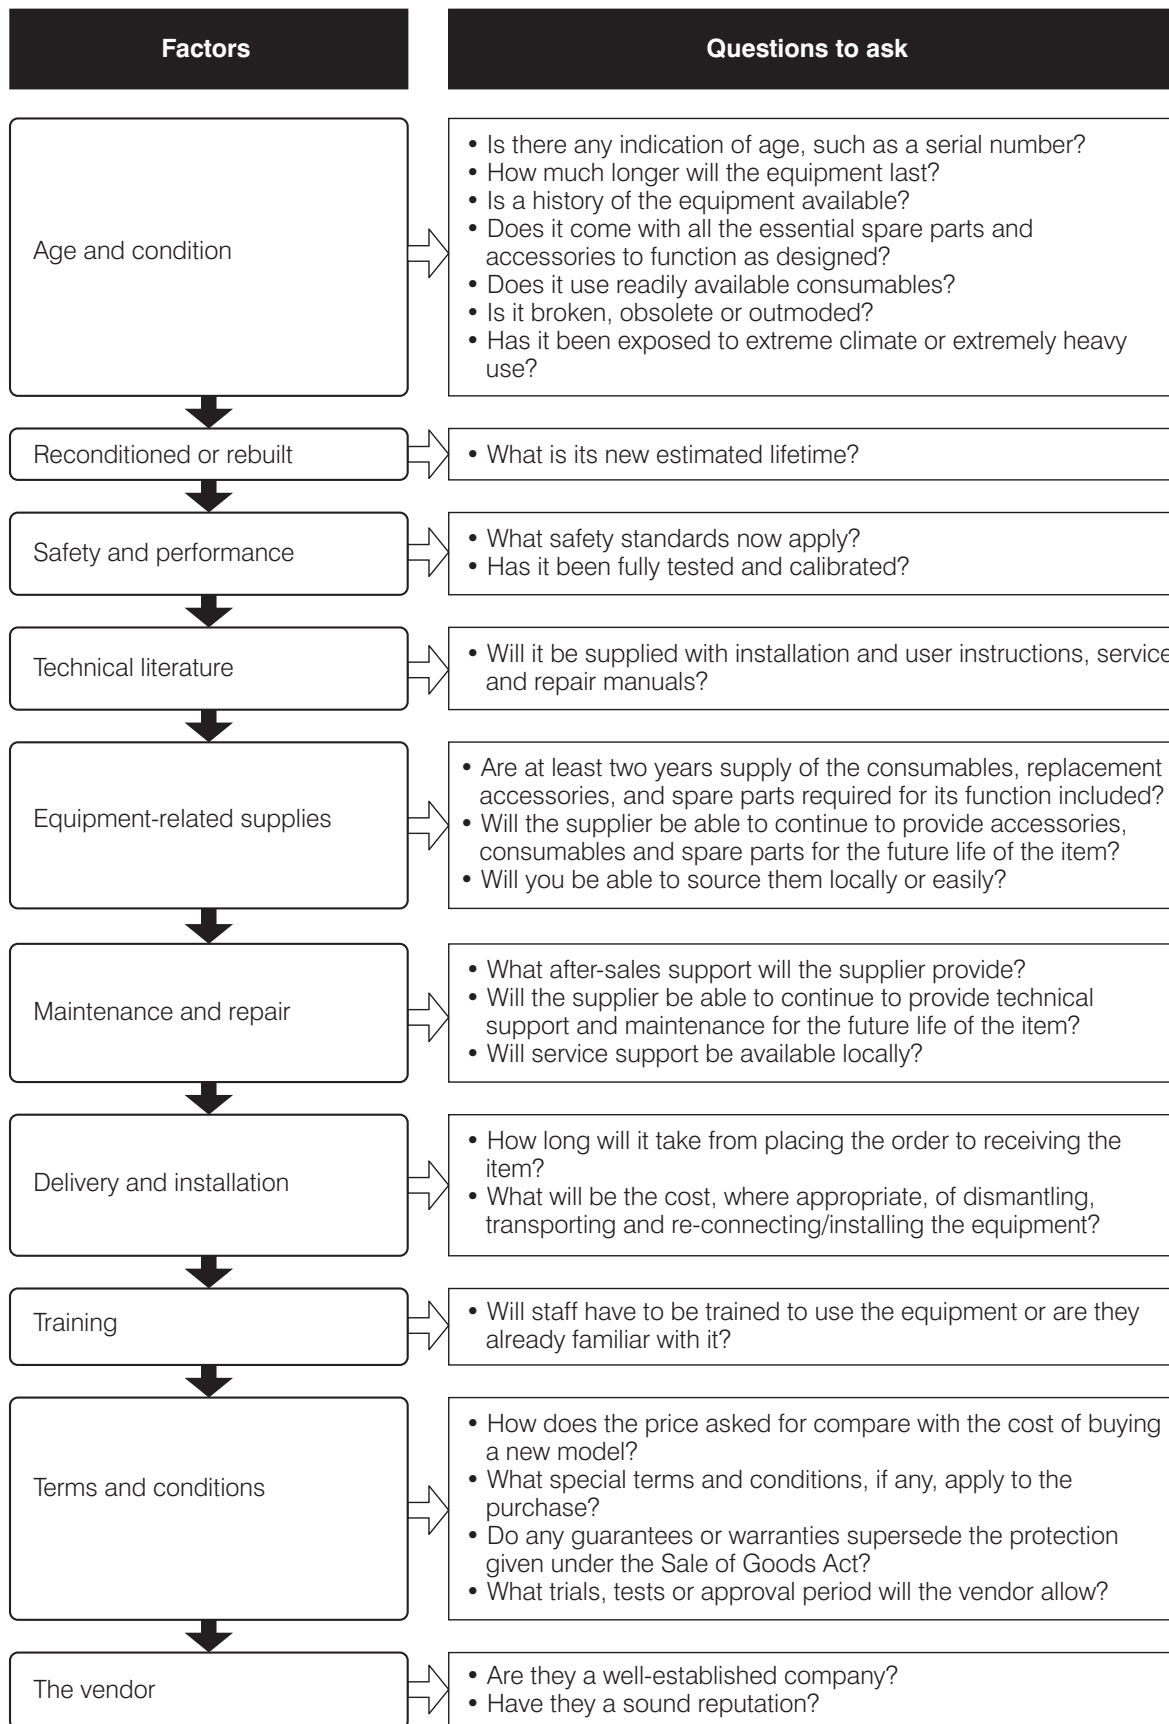 Factors
Questions to ask
Age and condition
• Is there any indication of age, such as a serial number?
• How much longer will the equipment last?
• Is a history of the equipment available?
• Does it come with all the essential spare parts and
accessories to function as designed?
• Does it use readily available consumables?
• Is it broken, obsolete or outmoded?
• Has it been exposed to extreme climate or extremely heavy
use?
Reconditioned or rebuilt
• What is its new estimated lifetime?
Safety and performance
• What safety standards now apply?
• Has it been fully tested and calibrated?
Technical literature
• Will it be supplied with installation and user instructions, service
and repair manuals?
Equipment-related supplies
• Are at least two years supply of the consumables, replacement
accessories, and spare parts required for its function included?
• Will the supplier be able to continue to provide accessories,
consumables and spare parts for the future life of the item?
• Will you be able to source them locally or easily?
Maintenance and repair
• What after-sales support will the supplier provide?
• Will the supplier be able to continue to provide technical
support and maintenance for the future life of the item?
• Will service support be available locally?
Delivery and installation
• How long will it take from placing the order to receiving the
item?
• What will be the cost, where appropriate, of dismantling,
transporting and re-connecting/installing the equipment?
Training
• Will staff have to be trained to use the equipment or are they
already familiar with it?
Terms and conditions
• How does the price asked for compare with the cost of buying
a new model?
• What special terms and conditions, if any, apply to the
purchase?
• Do any guarantees or warranties supersede the protection
given under the Sale of Goods Act?
• What trials, tests or approval period will the vendor allow?
The vendor
• Are they a well-established company?
• Have they a sound reputation?